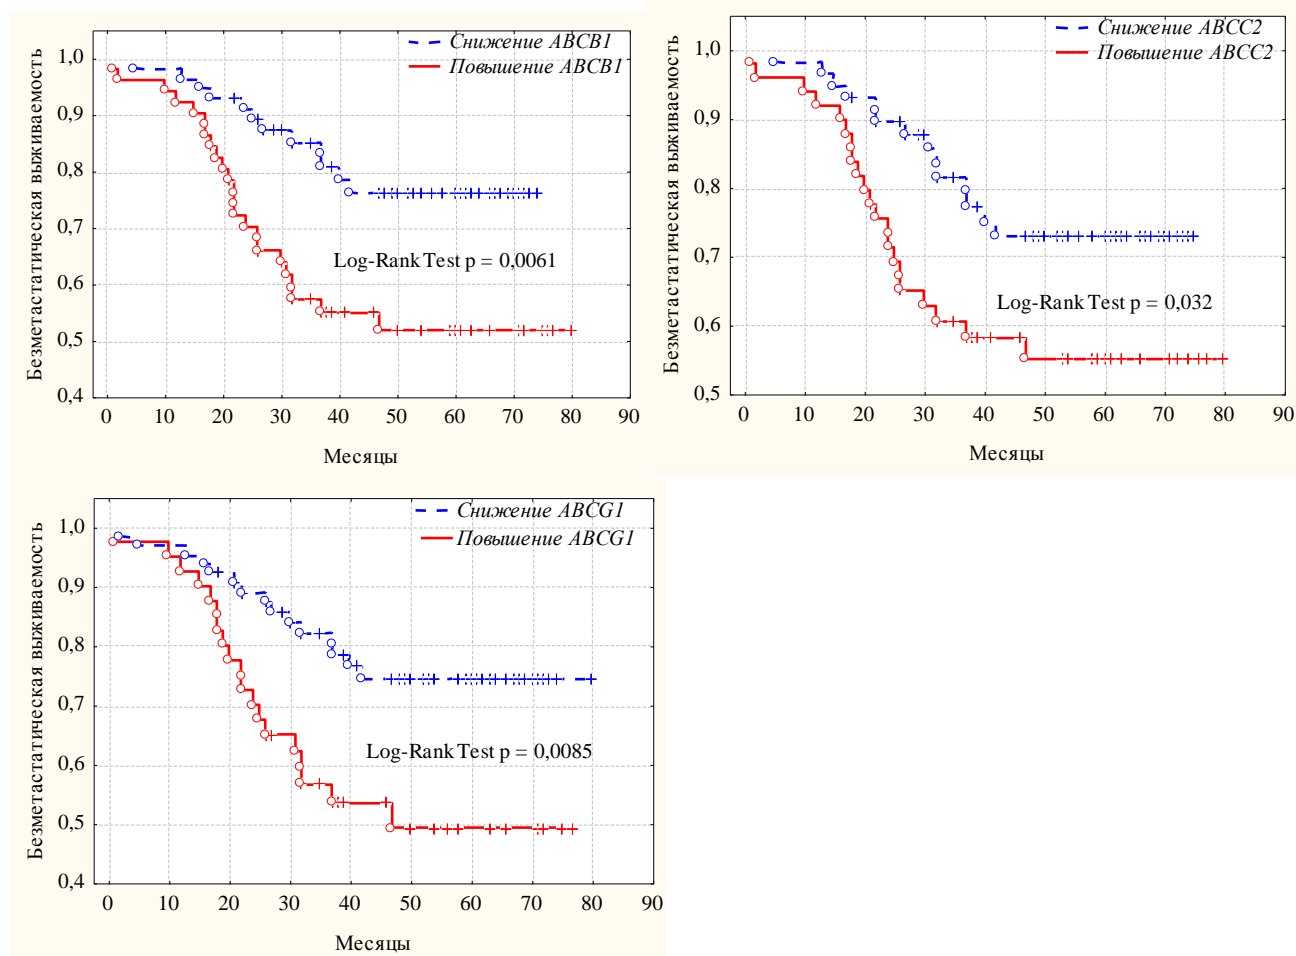 Снижение ABCB1
Повышение ABCB1
1,0
0,9
0,8
0,7
0,6
0,5
0,4
Безметастатическая выживаемость
Log-Rank Test p = 0,0061
0 10 20 30 40 50 60 70 80 90
Месяцы
Снижение ABCC2
Повышение ABCC2
1,0
0,9
0,8
0,7
0,6
0,5
Безметастатическая выживаемость
Log-Rank Test p = 0,032
0 10 20 30 40 50 60 70 80 90
Месяцы
Снижение ABCG1
Повышение ABCG1
1,0
0,9
0,8
0,7
0,6
0,5
0,4
Безметастатическая выживаемость
Log-Rank Test p = 0,0085
0 10 20 30 40 50 60 70 80 90
Месяцы